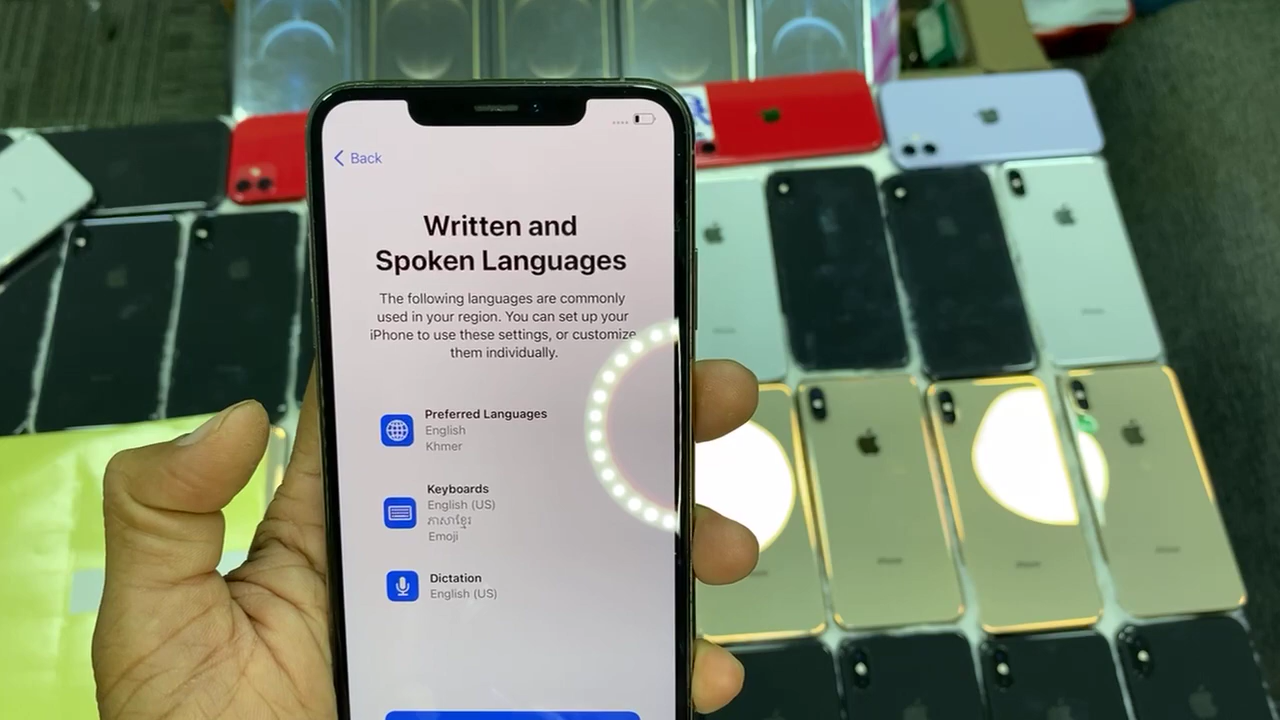 Back
Written and
Spoken Languages
The following languages are commonly
used in your region. You can set up your
iPhone to use these settings, or customize
them individually.
Preferred Languages
English
Khmer
Keyboards
English (US)
ភាសាខ្មែរ
Emoji
Dictation
English (US)